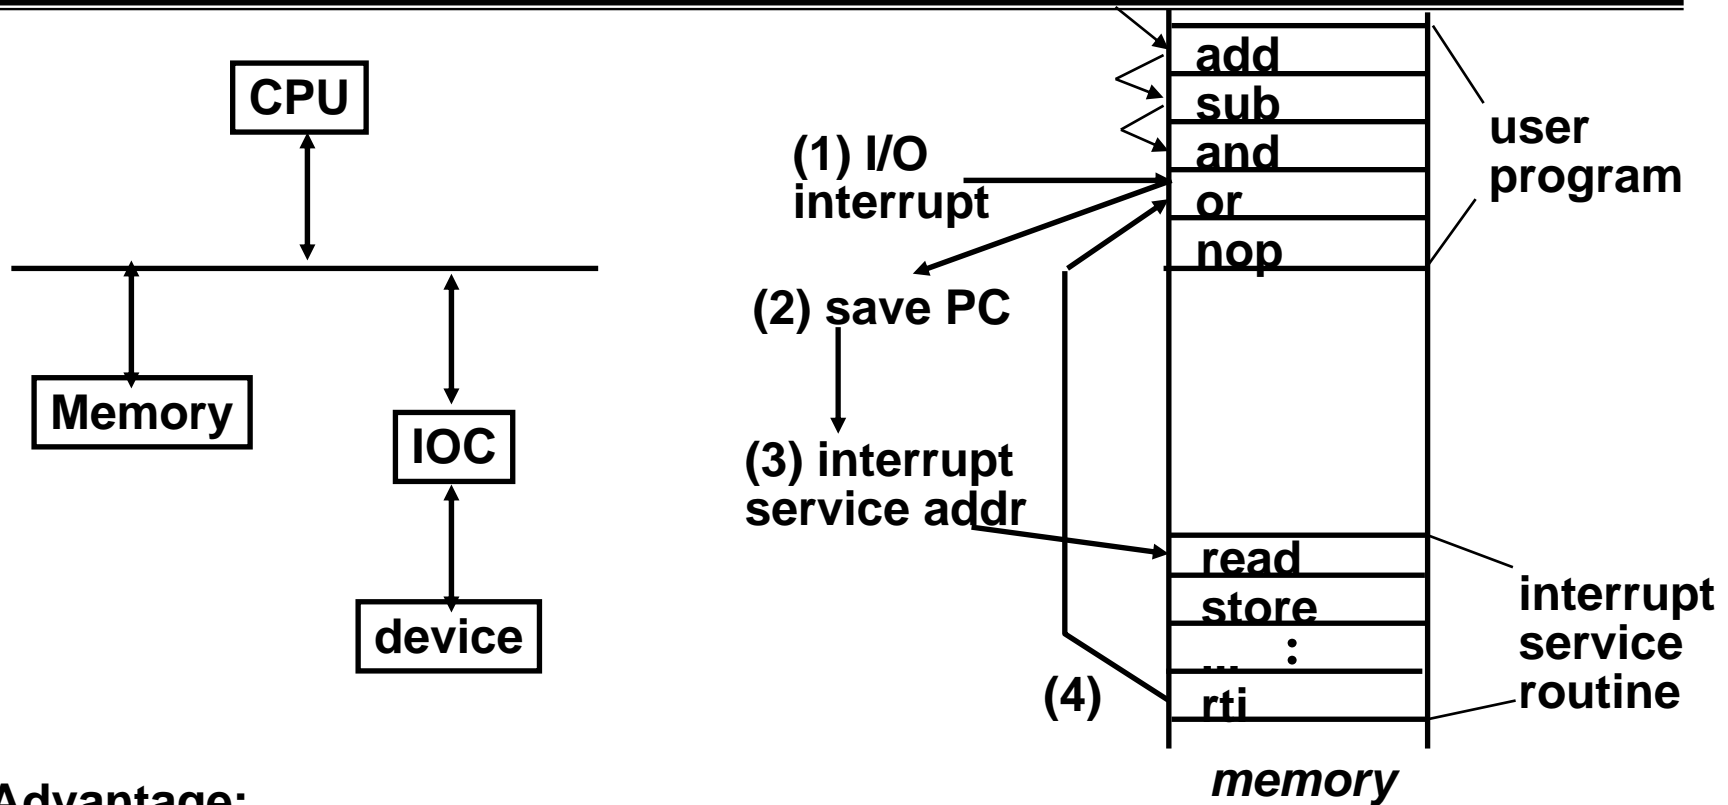 CPU
Memory
IOC
device
(1) I/O
interrupt
(2) save PC
(3) interrupt
service addr
(4)
add
sub
and
or
nop
user
program
read
store
...
:
rti
interrupt
service
routine
memory
Advantage: